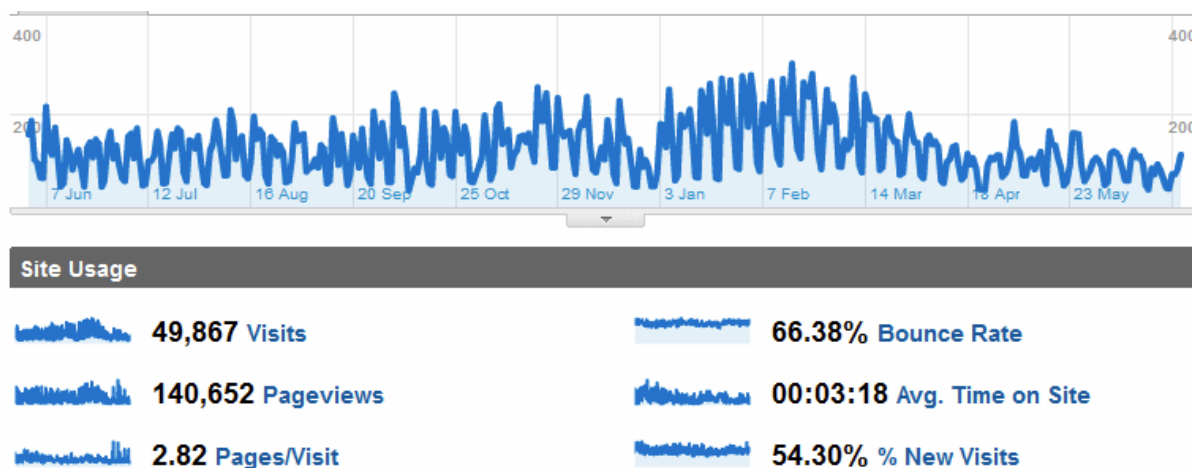 400 400
200 200
7 Jun 12 Jul 16 Aug 20 Sep 25 Oct 29 Nov 3 Jan 7 Feb 14 Mar 18 Apr 23 May
Site Usage
49,867 Visits 66.38% Bounce Rate
140,652 Pageviews 00:03:18 Avg. Time on Site
2.82 Pages/Visit 54.30% % New Visits